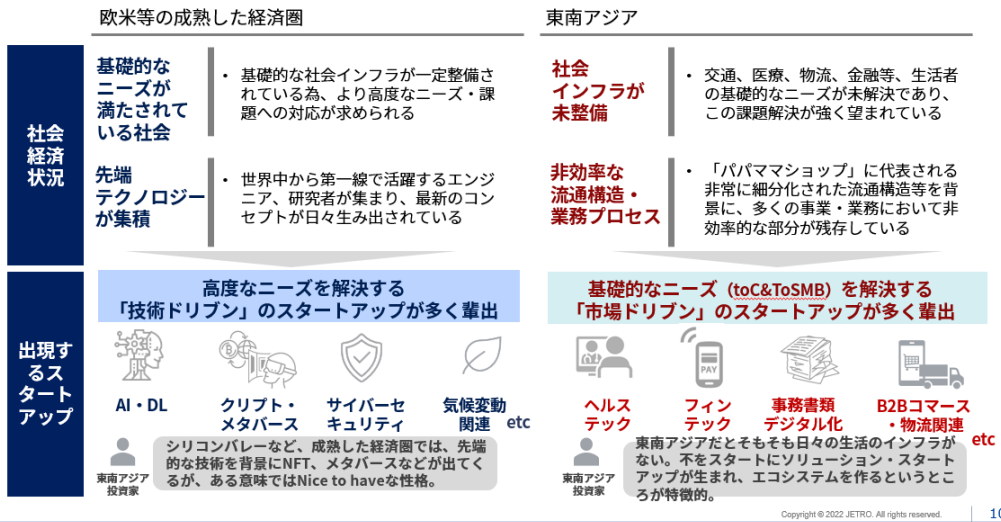 欧米等の成熟した経済圏
東南アジア
社会
経済
状況
基礎的な
ニーズが
満たされて
いる社会
• 基礎的な社会インフラが一定整備さ
れている為、より高度なニーズ・課
題への対応が求められる
先端
テクノロジー
が集積
• 世界中から第一線で活躍するエンジ
ニア、研究者が集まり、最新のコン
セプトが日々生み出されている
社会
インフラが
未整備
• 交通、医療、物流、金融等、生活者
の基礎的なニーズが未解決であり、
この課題解決が強く望まれている
非効率な
流通構造・
業務プロセス
• 「パパママショップ」に代表される
非常に細分化された流通構造等を背
景に、多くの事業・業務において非
効率的な部分が残存している
出現す
るス
タート
アップ
高度なニーズを解決する
「技術ドリブン」のスタートアップが多く輩出
AI・DL
クリプト・
メタバース
サイバーセ
キュリティ
気候変動
関連
etc
東南アジア
投資家
シリコンバレーなど、成熟した経済圏では、先端
的な技術を背景にNFT、メタバースなどが出てく
るが、ある意味ではNice to haveな性格。
基礎的なニーズ（toC&ToSMB）を解決する
「市場ドリブン」のスタートアップが多く輩出
PAY
ヘルス
テック
フィン
テック
事務書類
デジタル化
B2Bコマース
・物流関連
etc
東南アジア
投資家
東南アジアだとそもそも日々の生活のインフラが
ない。不をスタートにソリューション・スタート
アップが生まれ、エコシステムを作るというとこ
ろが特徴的。
Copyright © 2022 JETRO. All rights reserved.
10